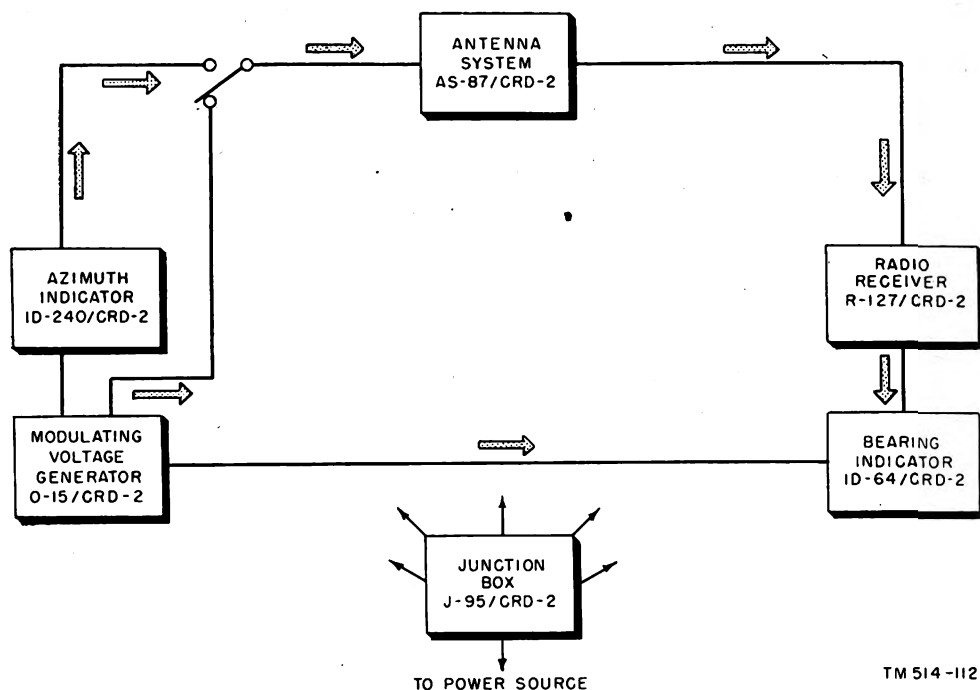 ANTENNA
SYSTEM
AS-87/CRD-2
AZIMUTH
INDICATOR
ID-240/CRD-2
RADIO
RECEIVER
R-127/CRD-2
MODULATING
VOLTAGE
GENERATOR
O-15/CRD-2
BEARING
INDICATOR
ID-64/CRD-2
JUNCTION
BOX
J-95/CRD-2
TO POWER SOURCE
TM 514-112